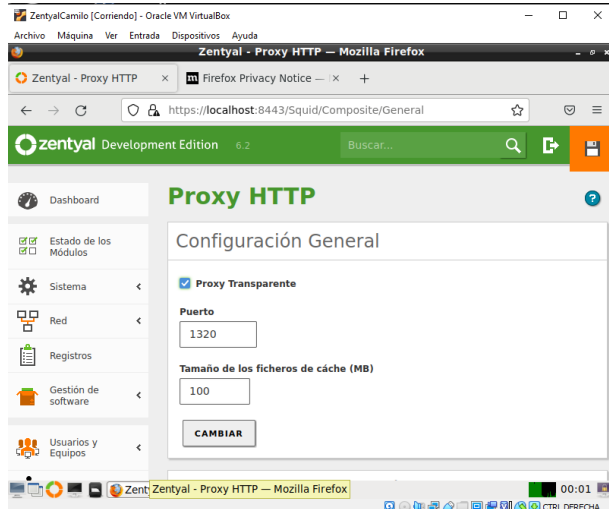 ZentyalCamilo [Corriendo] - Oracle VM VirtualBox
Archivo Máquina Ver Entrada Dispositivos Ayuda
Zentyal - Proxy HTTP — Mozilla Firefox
Zentyal - Proxy HTTP
Firefox Privacy Notice —
https://localhost:8443/Squid/Composite/General
zentyal Development Edition 6.2
Buscar...
Dashboard
Estado de los
Módulos
Sistema
Red
Registros
Gestión de
software
Usuarios y
Equipos
Proxy HTTP
Configuración General
Proxy Transparente
Puerto
1320
Tamaño de los ficheros de cáche (MB)
100
CAMBIAR
Zent
Zentyal - Proxy HTTP — Mozilla Firefox
00:01
CTRL DERECHA